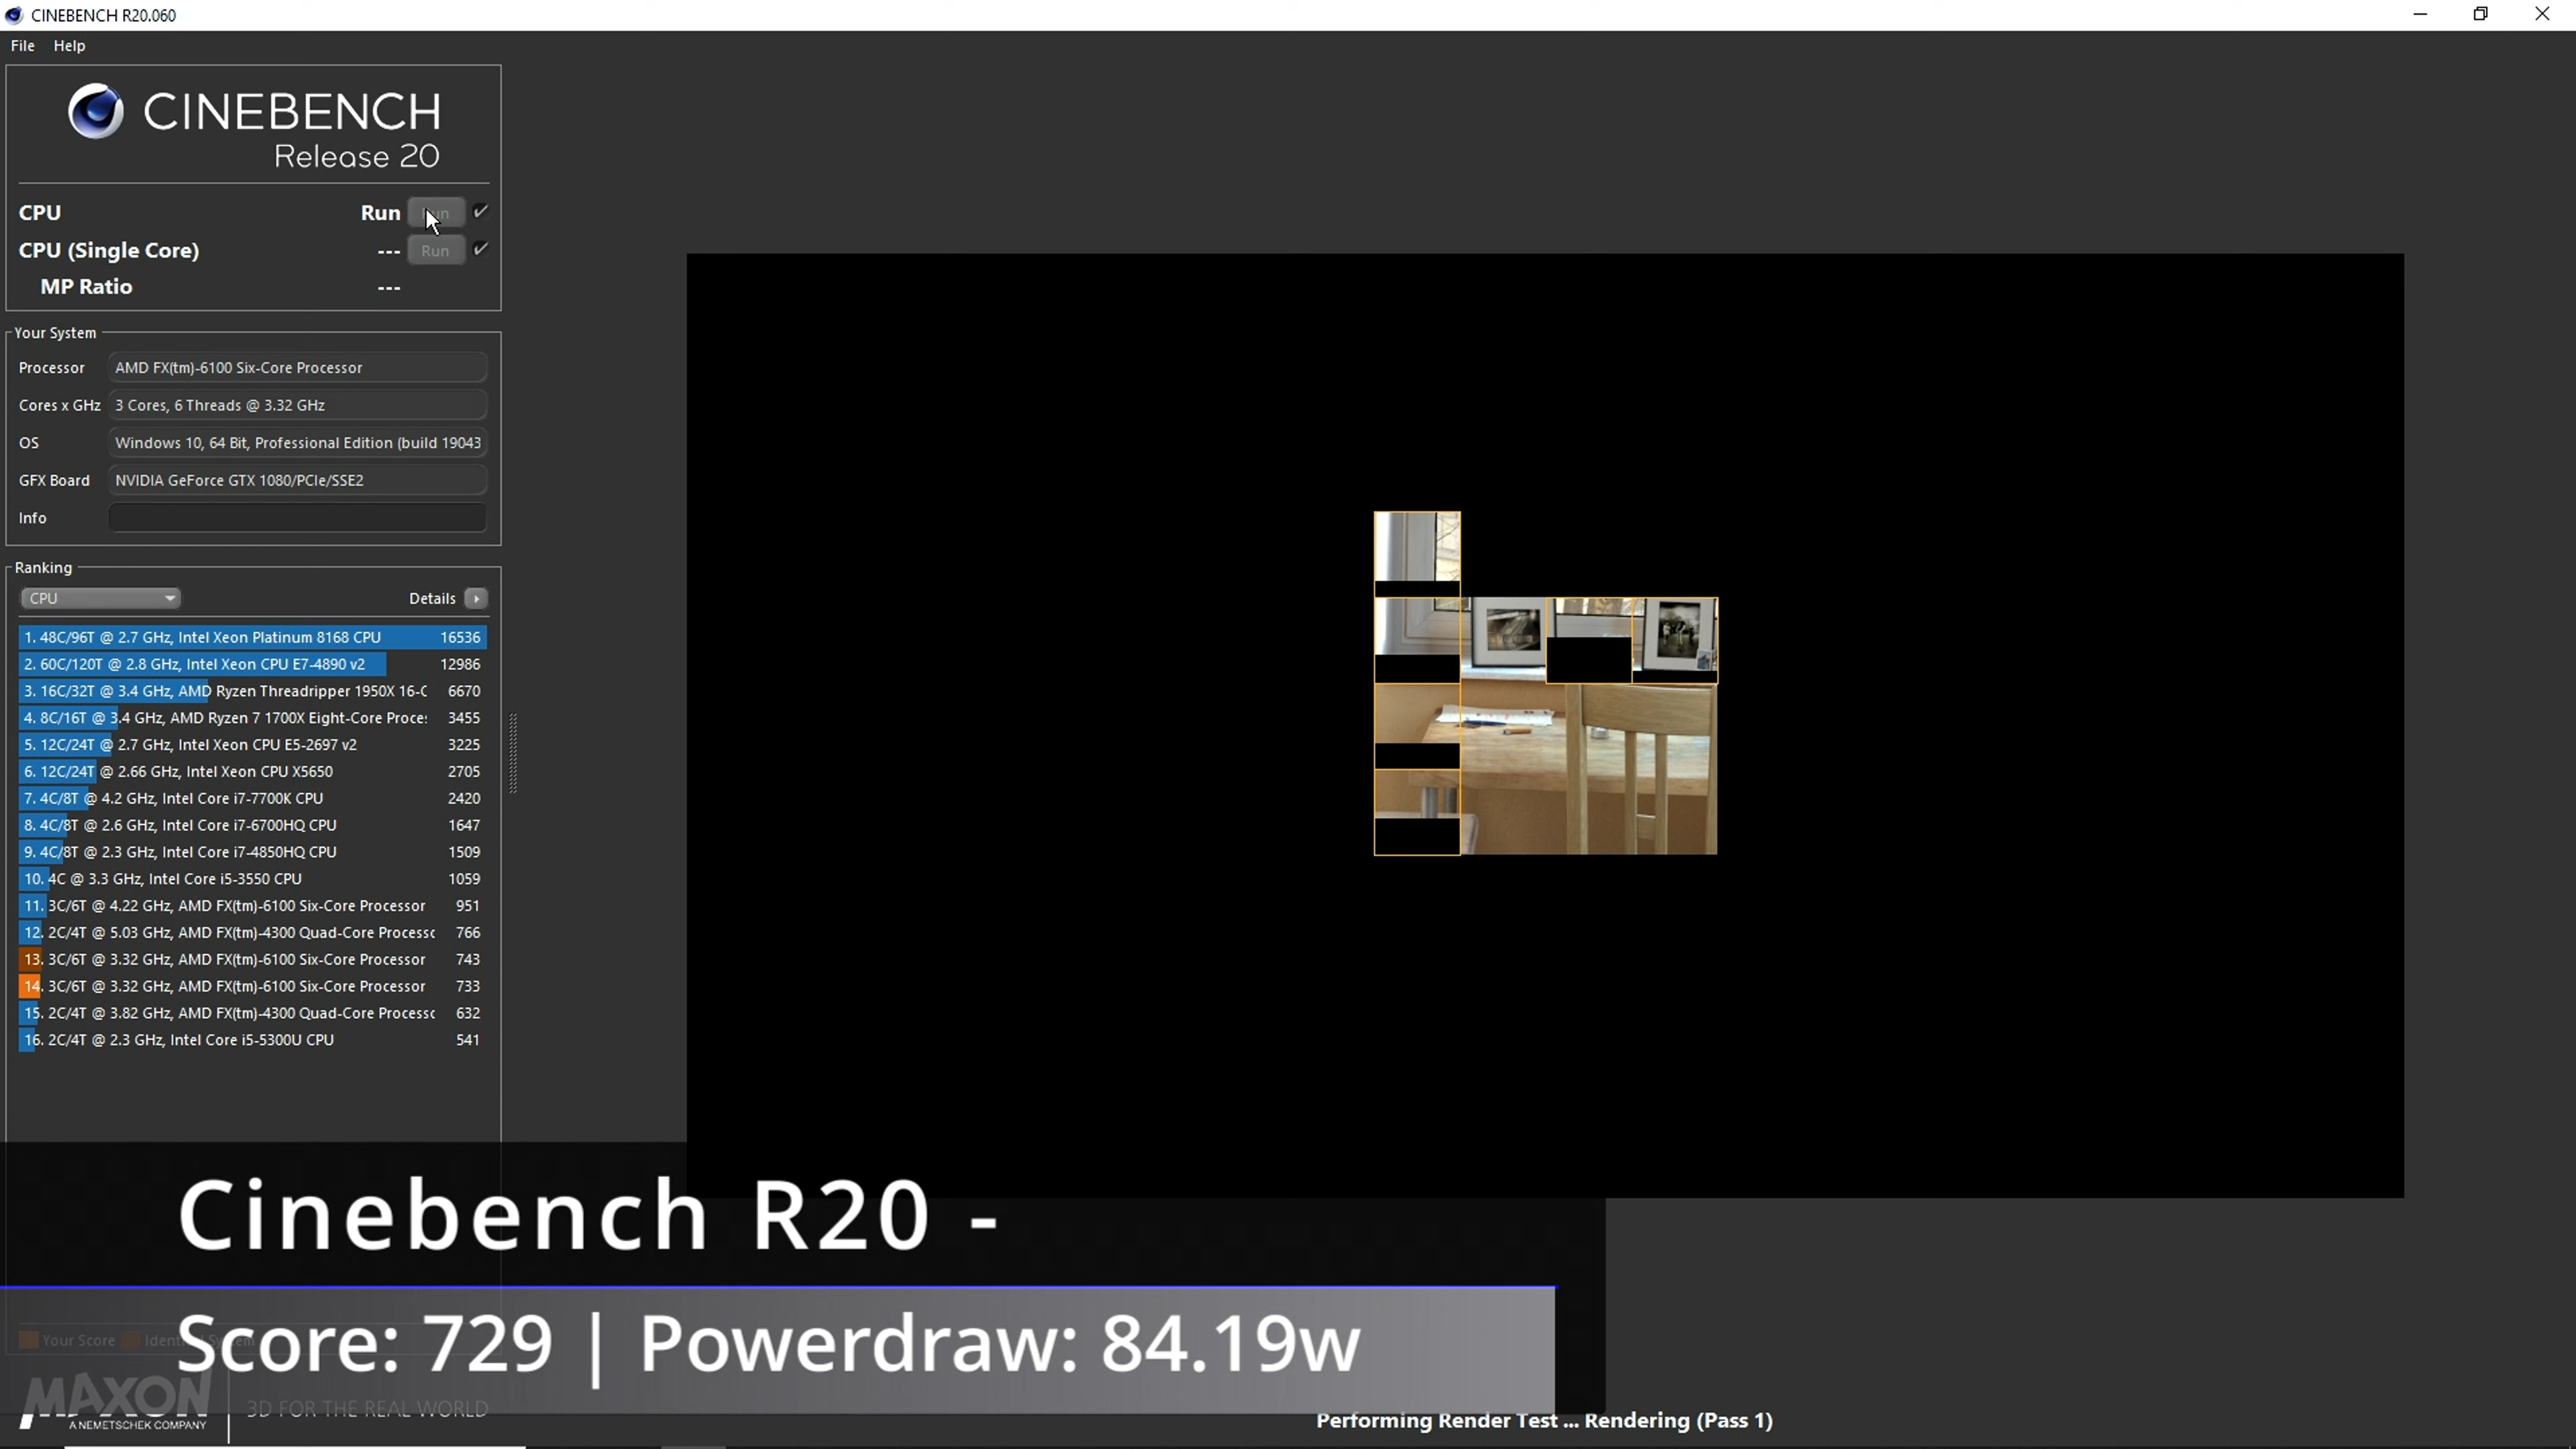 CINEBENCH R20.060
File Help
CINEBENCH
Release 20
CPU Run
CPU (Single Core) --- Run
MP Ratio ---
Your System
Processor AMD FX(tm)-6100 Six-Core Processor
Cores x GHz 3 Cores, 6 Threads @ 3.32 GHz
OS Windows 10, 64 Bit, Professional Edition (build 19043
GFX Board NVIDIA GeForce GTX 1080/PCIe/SSE2
Info
Ranking
CPU Details
1. 48C/96T @ 2.7 GHz, Intel Xeon Platinum 8168 CPU 16536
2. 60C/120T @ 2.8 GHz, Intel Xeon CPU E7-4890 v2 12986
3. 16C/32T @ 3.4 GHz, AMD Ryzen Threadripper 1950X 16-C 6670
4. 8C/16T @ 3.4 GHz, AMD Ryzen 7 1700X Eight-Core Proce: 3455
5. 12C/24T @ 2.7 GHz, Intel Xeon CPU E5-2697 v2 3225
6. 12C/24T @ 2.66 GHz, Intel Xeon CPU X5650 2705
7. 4C/8T @ 4.2 GHz, Intel Core i7-7700K CPU 2420
8. 4C/8T @ 2.6 GHz, Intel Core i7-6700HQ CPU 1647
9. 4C/8T @ 2.3 GHz, Intel Core i7-4850HQ CPU 1509
10. 4C @ 3.3 GHz, Intel Core i5-3550 CPU 1059
11. 3C/6T @ 4.22 GHz, AMD FX(tm)-6100 Six-Core Processor 951
12. 2C/4T @ 5.03 GHz, AMD FX(tm)-4300 Quad-Core Processc 766
13. 3C/6T @ 3.32 GHz, AMD FX(tm)-6100 Six-Core Processor 743
14. 3C/6T @ 3.32 GHz, AMD FX(tm)-6100 Six-Core Processor 733
15. 2C/4T @ 3.82 GHz, AMD FX(tm)-4300 Quad-Core Processc 632
16. 2C/4T @ 2.3 GHz, Intel Core i5-5300U CPU 541
Cinebench R20 -
Your Score
Score: 729 | Powerdraw: 84.19w
MAXON
A NEMETSCHEK COMPANY
3D FOR THE REAL WORLD
Performing Render Test ... Rendering (Pass 1)